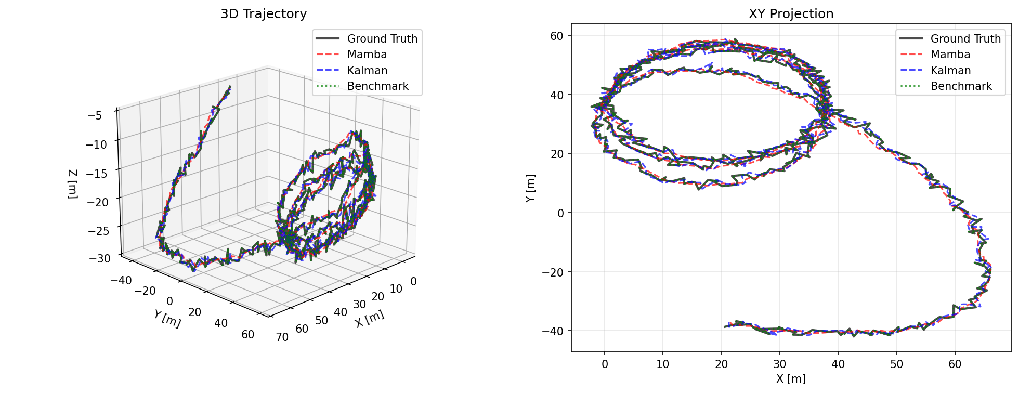 3D Trajectory
Ground Truth
Mamba
Kalman
Benchmark
−5
−10
−15
−20
−25
−30
Z [m]
−40
−20
0
20
40
60
Y [m]
70
60
50
40
30
20
10
0
X [m]
XY Projection
Ground Truth
Mamba
Kalman
Benchmark
60
40
20
0
−20
−40
Y [m]
0
10
20
30
40
50
60
X [m]